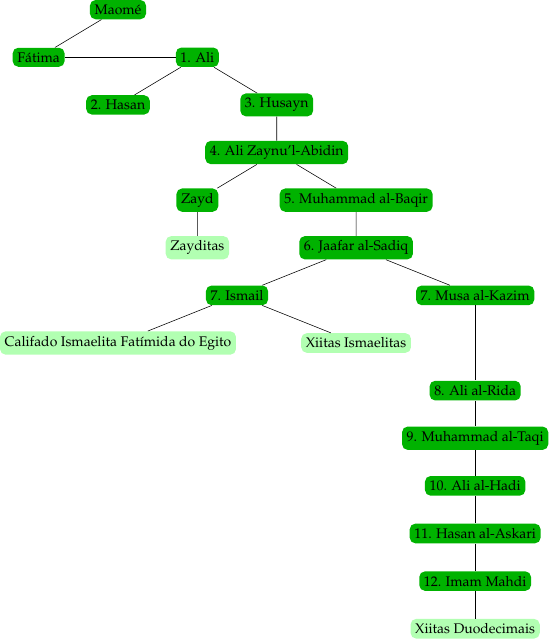 Maomé
Fátima
1. Ali
2. Hasan
3. Husayn
4. Ali Zaynu'l-Abidin
Zayd
5. Muhammad al-Baqir
Zayditas
6. Jaafar al-Sadiq
7. Ismail
7. Musa al-Kazim
Califado Ismaelita Fatímida do Egito
Xiitas Ismaelitas
8. Ali al-Rida
9. Muhammad al-Taqi
10. Ali al-Hadi
11. Hasan al-Askari
12. Imam Mahdi
Xiitas Duodecimais